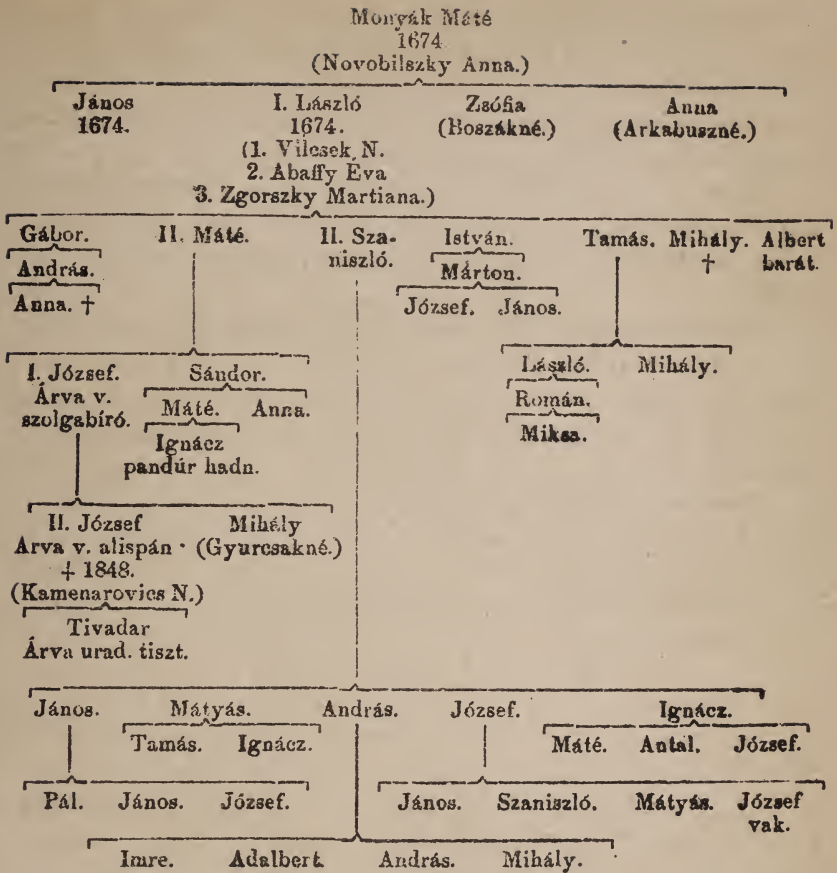 Monyák Máté
1674
(Novobilszky Anna.)
János I. László Zsófia Anna
1674. 1674. (Boszákné.) (Arkabuszné.)
(1. Vilcsek N.
2. Abaffy Éva
3. Zgorszky Martiana.)
Gábor. II. Máté. II. Sza- István. Tamás. Mihály. Albert
András. niszló. Márton. † barát.
Anna. † József. János.
I. József. Sándor. László. Mihály.
Árva v. Máté. Anna. Román.
szolgabíró. Ignácz Miksa.
pandúr hadn.
II. József Mihály
Arva v. alispán · (Gyurcsakné.)
† 1848.
(Kamenarovics N.)
Tivadar
Árva urad. tiszt.
János. Mátyás. András. József. Ignácz.
Tamás. Ignácz. Máté. Antal. József.
Pál. János. József. János. Szaniszló. Mátyás. József
vak.
Imre. Adalbert. András. Mihály.